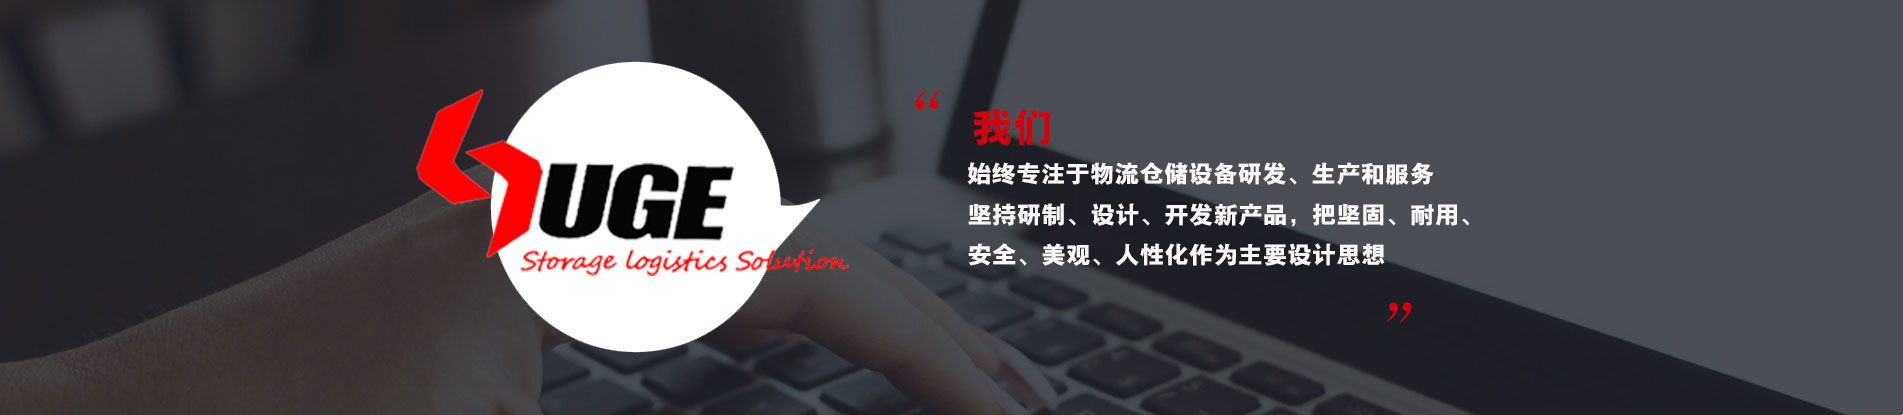 UGE
Storage logistics Solution
“
我们
始终专注于物流仓储设备研发、生产和服务
坚持研制、设计、开发新产品，把坚固、耐用、
安全、美观、人性化作为主要设计思想
”